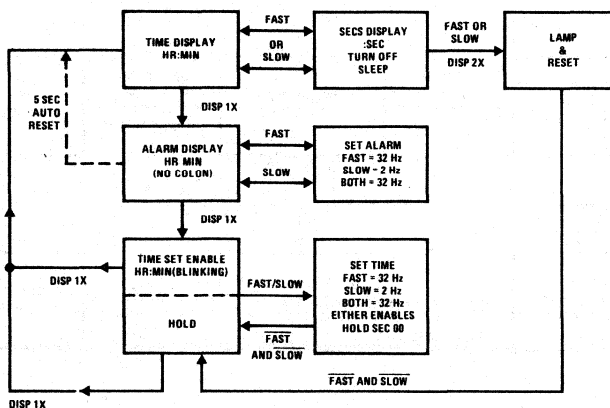 TIME DISPLAY
HR:MIN
FAST
OR
SLOW
SECS DISPLAY
:SEC
TURN OFF
SLEEP
FAST OR
SLOW
DISP 2X
LAMP
&
RESET
5 SEC
AUTO
RESET
DISP 1X
ALARM DISPLAY
HR MIN
(NO COLON)
FAST
SLOW
SET ALARM
FAST = 32 Hz
SLOW = 2 Hz
BOTH = 32 Hz
DISP 1X
TIME SET ENABLE
HR:MIN(BLINKING)
HOLD
DISP 1X
FAST/SLOW
FAST
AND SLOW
SET TIME
FAST = 32 Hz
SLOW = 2 Hz
BOTH = 32 Hz
EITHER ENABLES
HOLD SEC 00
FAST AND SLOW
DISP 1X